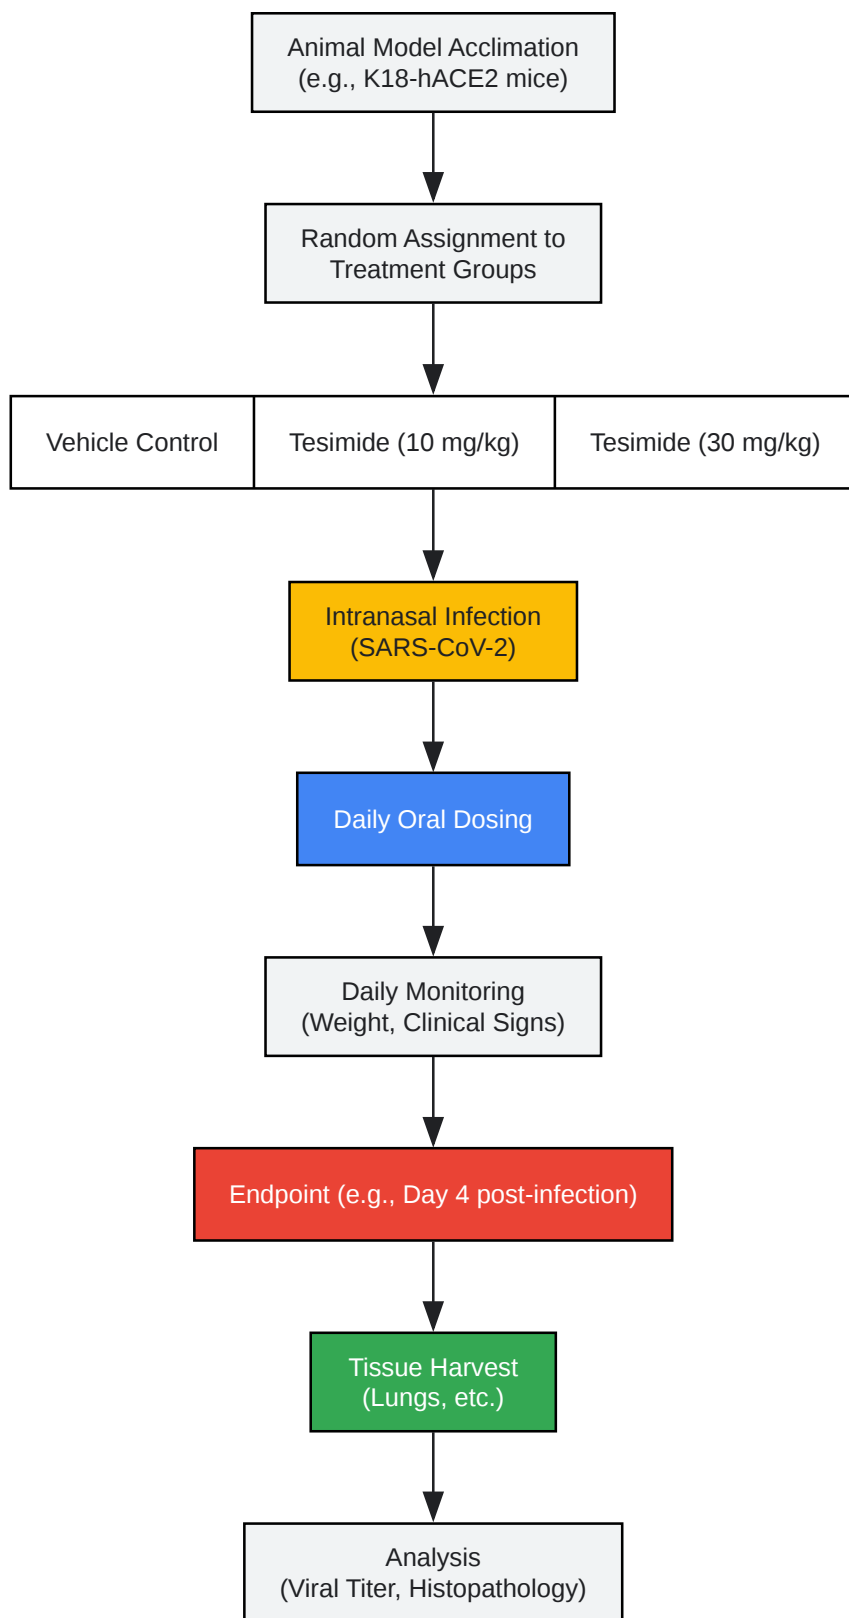 Animal Model Acclimation
(e.g., K18-hACE2 mice)
Random Assignment to
Treatment Groups
Vehicle Control
Tesimide (10 mg/kg)
Tesimide (30 mg/kg)
Intranasal Infection
(SARS-CoV-2)
Daily Oral Dosing
Daily Monitoring
(Weight, Clinical Signs)
Endpoint (e.g., Day 4 post-infection)
Tissue Harvest
(Lungs, etc.)
Analysis
(Viral Titer, Histopathology)